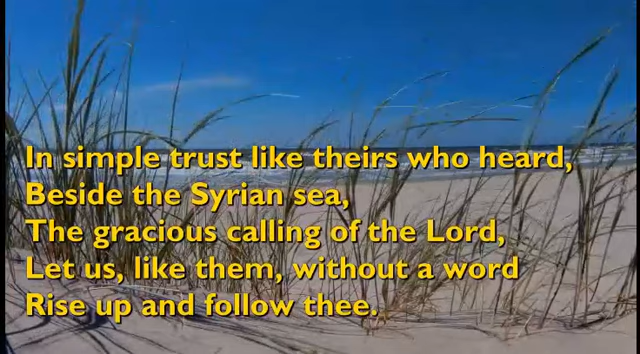 In simple trust like theirs who heard,
Beside the Syrian sea,
The gracious calling of the Lord,
Let us, like them, without a word
Rise up and follow thee.